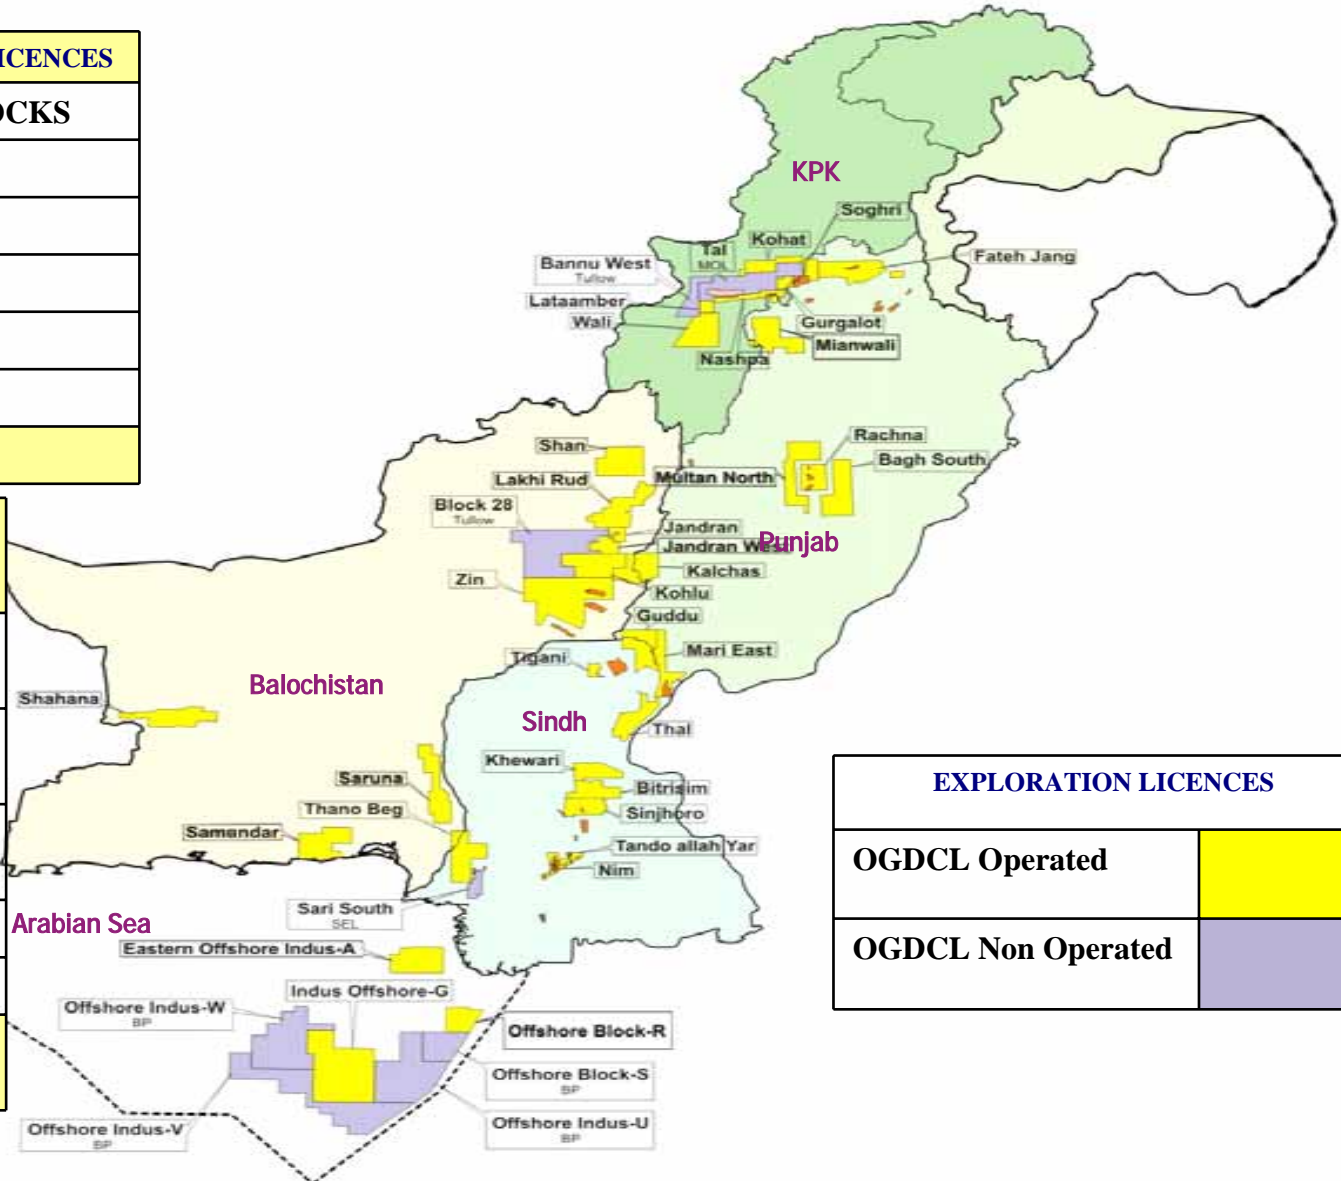 ICENCES
OCKS
KPK
Soghri
Kohat
Tal
MOL
Fateh Jang
Bannu West
Tullow
Lataamber
Wali
Gurgalot
Mianwali
Nashpa
Rachna
Shan
Bagh South
Lakhi Rud
Multan North
Block 28
Tullow
Jandran
Punjab
Jandran West
Kalchas
Zin
Kohlu
Guddu
Mari East
Tigani
Balochistan
Shahana
Sindh
Thal
Khewari
Saruna
Bitrisim
Thano Beg
Sinjhoro
Samandar
Tando allah Yar
Nim
Sari South
SEL
Arabian Sea
Eastern Offshore Indus-A
Indus Offshore-G
Offshore Indus-W
BP
Offshore Block-R
Offshore Block-S
BP
Offshore Indus-U
BP
Offshore Indus-V
BP
EXPLORATION LICENCES
OGDCL Operated
OGDCL Non Operated